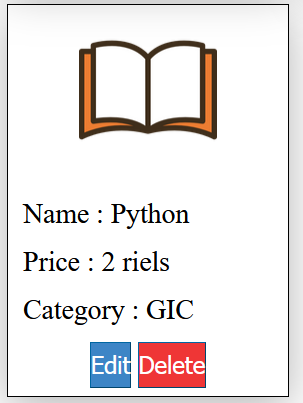 Name : Python
Price : 2 riels
Category : GIC
Edit Delete